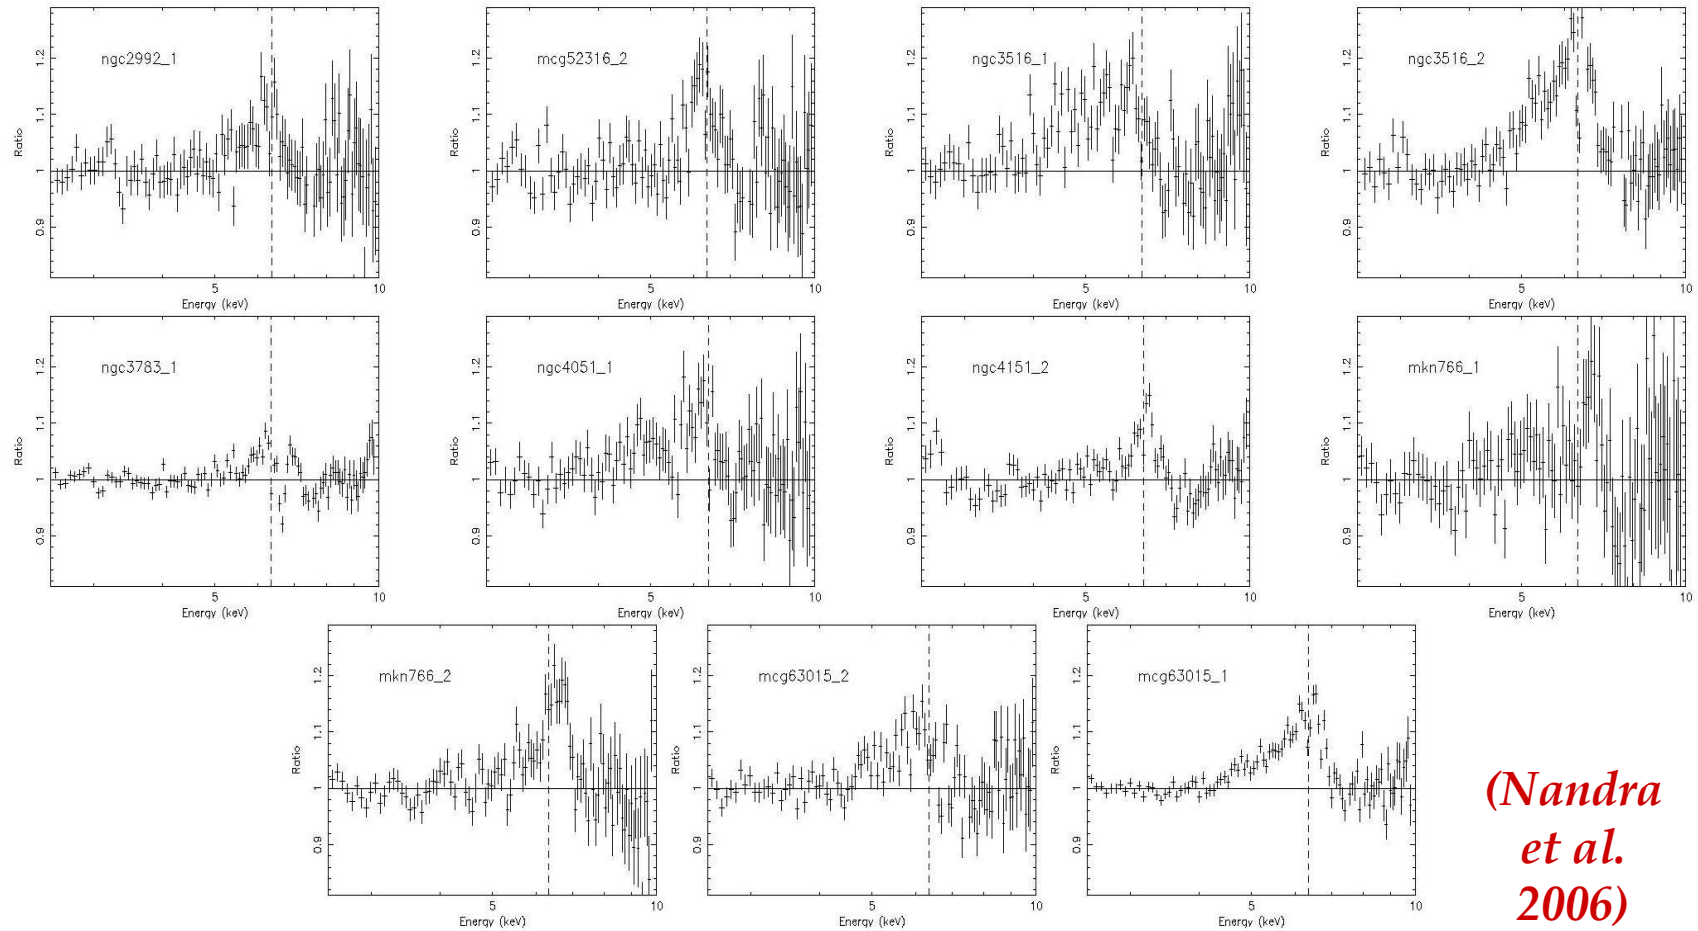 ngc2992_1
1.2
1.1
1
0.9
Ratio
5
10
Energy (keV)
mcg52316_2
1.2
1.1
1
0.9
Ratio
5
10
Energy (keV)
ngc3516_1
1.2
1.1
1
0.9
Ratio
5
10
Energy (keV)
ngc3516_2
1.2
1.1
1
0.9
Ratio
5
10
Energy (keV)
ngc3783_1
1.2
1.1
1
0.9
Ratio
5
10
Energy (keV)
ngc4051_1
1.2
1.1
1
0.9
Ratio
5
10
Energy (keV)
ngc4151_2
1.2
1.1
1
0.9
Ratio
5
10
Energy (keV)
mkn766_1
1.2
1.1
1
0.9
Ratio
5
10
Energy (keV)
mkn766_2
1.2
1.1
1
0.9
Ratio
5
10
Energy (keV)
mcg63015_2
1.2
1.1
1
0.9
Ratio
5
10
Energy (keV)
mcg63015_1
1.2
1.1
1
0.9
Ratio
5
10
Energy (keV)
(Nandra
et al.
2006)